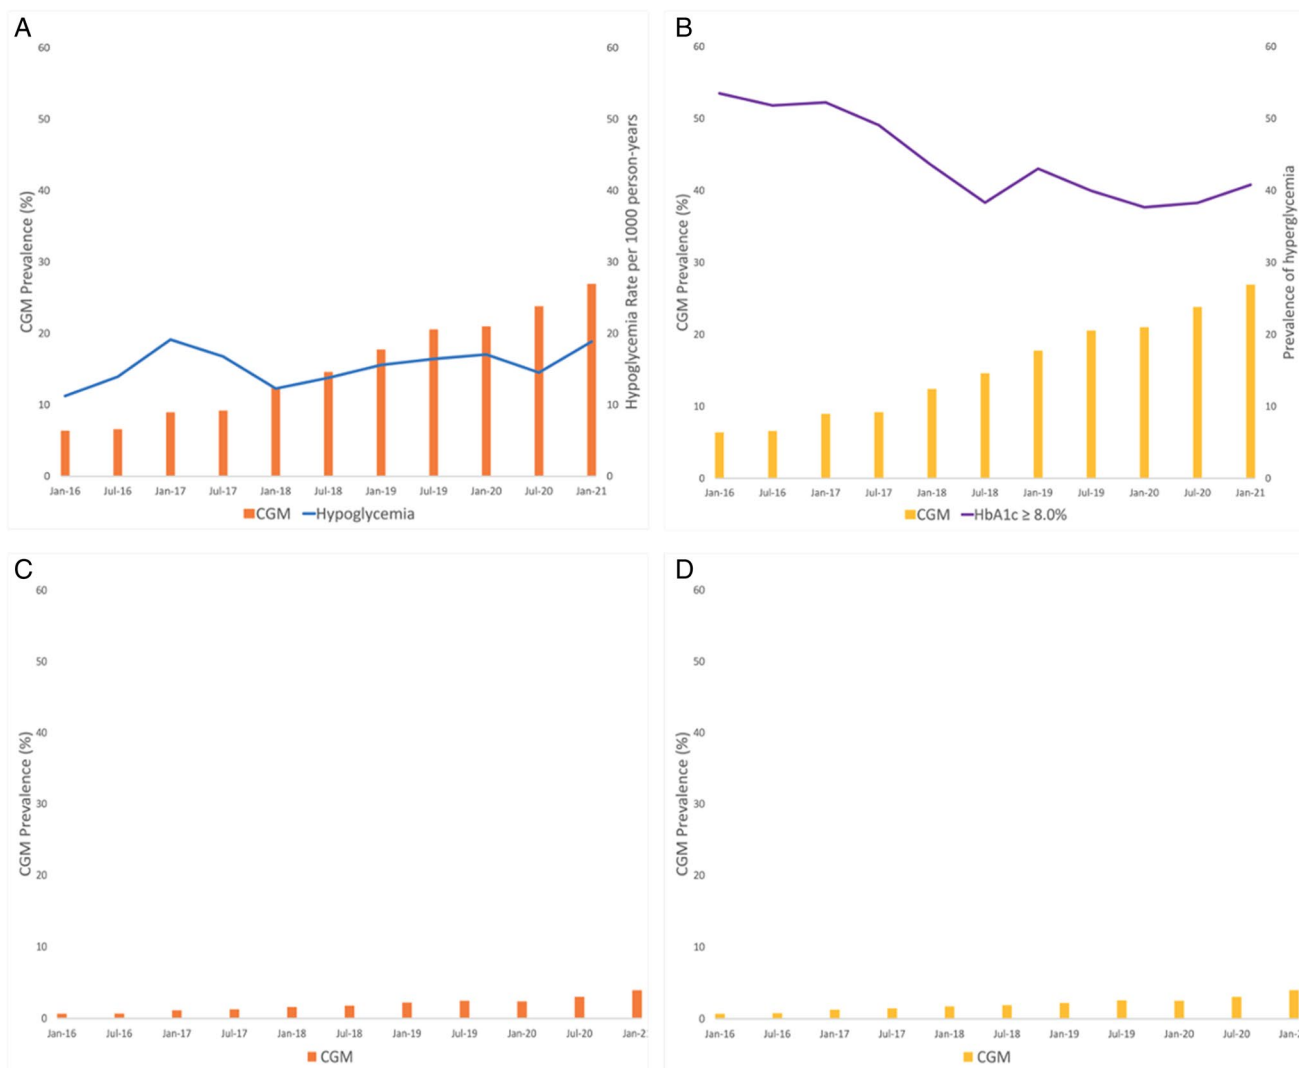 A
60
60
50
50
40
40
30
30
20
20
10
10
0
0
CGM Prevalence (%)
Hypoglycemia Rate per 1000 person-years
Jan-16 Jul-16 Jan-17 Jul-17 Jan-18 Jul-18 Jan-19 Jul-19 Jan-20 Jul-20 Jan-21
CGM Hypoglycemia
B
60
60
50
50
40
40
30
30
20
20
10
10
0
0
CGM Prevalence (%)
Prevalence of hyperglycemia
Jan-16 Jul-16 Jan-17 Jul-17 Jan-18 Jul-18 Jan-19 Jul-19 Jan-20 Jul-20 Jan-21
CGM HbA1c ≥ 8.0%
C
60
50
40
30
20
10
0
CGM Prevalence (%)
Jan-16 Jul-16 Jan-17 Jul-17 Jan-18 Jul-18 Jan-19 Jul-19 Jan-20 Jul-20 Jan-2
CGM
D
60
50
40
30
20
10
0
CGM Prevalence (%)
Jan-16 Jul-16 Jan-17 Jul-17 Jan-18 Jul-18 Jan-19 Jul-19 Jan-20 Jul-20 Jan-
CGM